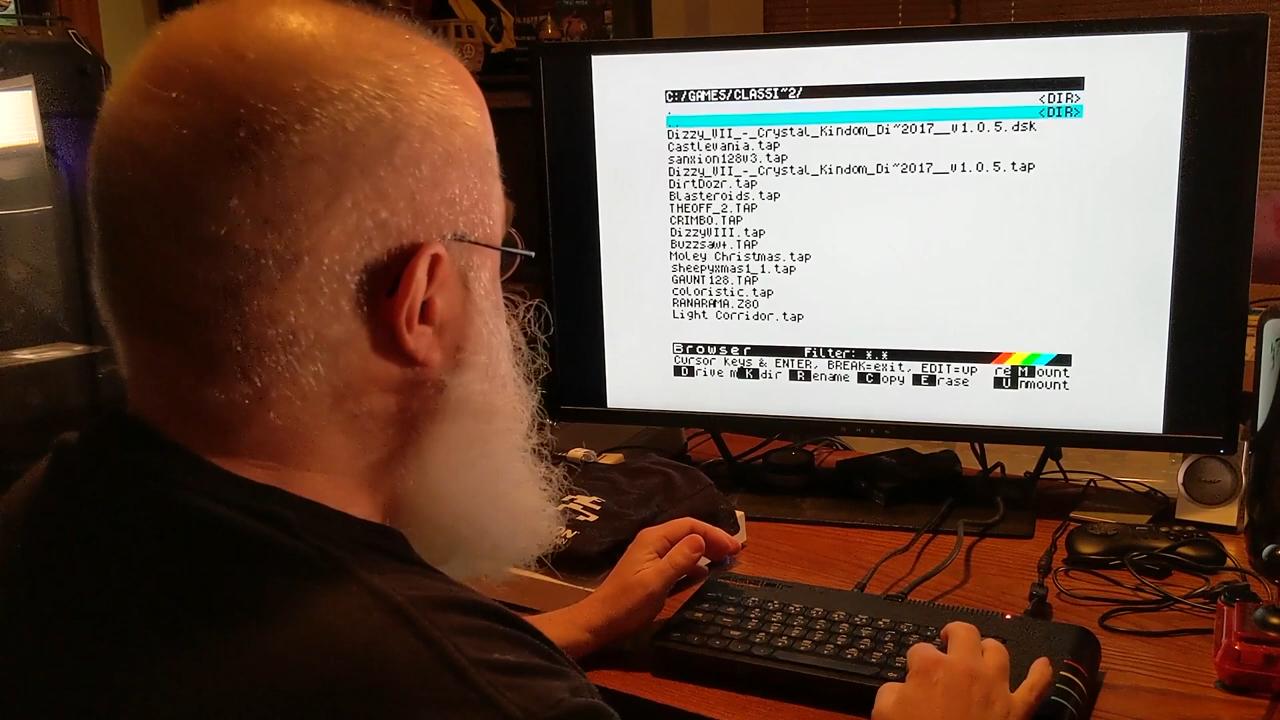 C:/GAMES/CLASSI~2/
. <DIR>
.. <DIR>
Dizzy_VII_-_Crystal_Kindom_Di~2017__v1.0.5.dsk
Castlevania.tap
sanxion128v3.tap
Dizzy_VII_-_Crystal_Kindom_Di~2017__v1.0.5.tap
DirtDozr.tap
Blasteroids.tap
THEOFF_2.TAP
CRIMBO.TAP
DizzyVIII.tap
Buzzsaw+.TAP
Moley Christmas.tap
sheepyxmas1_1.tap
GAUNT128.TAP
coloristic.tap
RANARAMA.Z80
Light Corridor.tap
Browser Filter: *.*
Cursor keys & ENTER, BREAK=exit, EDIT=up reMount
Drive mKdir Rename Copy Erase Unmount
OMEN